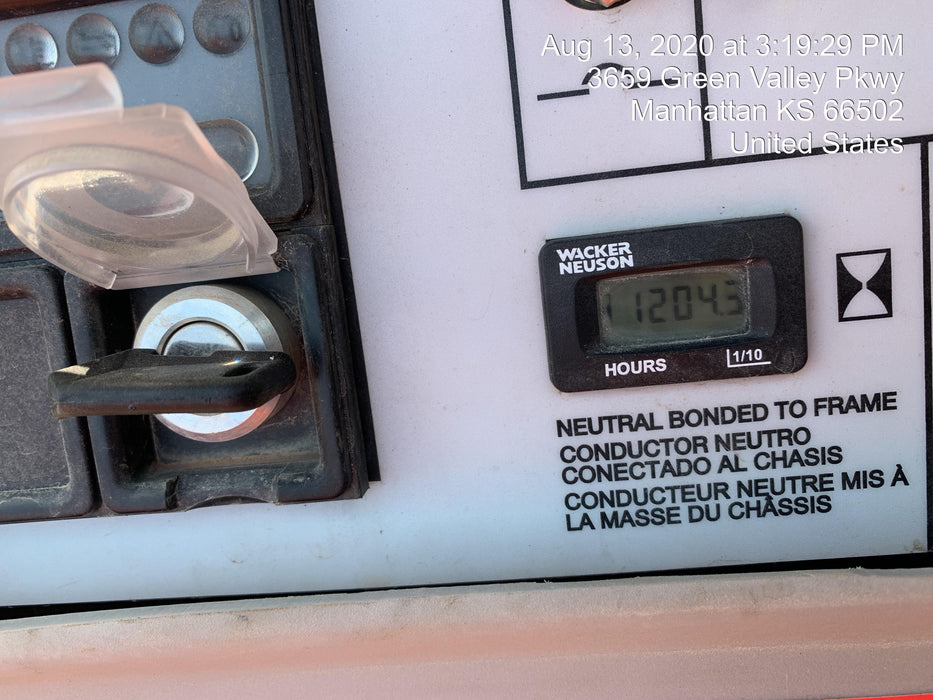 Aug 13, 2020 at 3:19:29 PM
3659 Green Valley Pkwy
Manhattan KS 66502
United States
WACKER
NEUSON
1204.3
HOURS 1/10
NEUTRAL BONDED TO FRAME
CONDUCTOR NEUTRO
CONECTADO AL CHASIS
CONDUCTEUR NEUTRE MIS À
LA MASSE DU CHÂSSIS